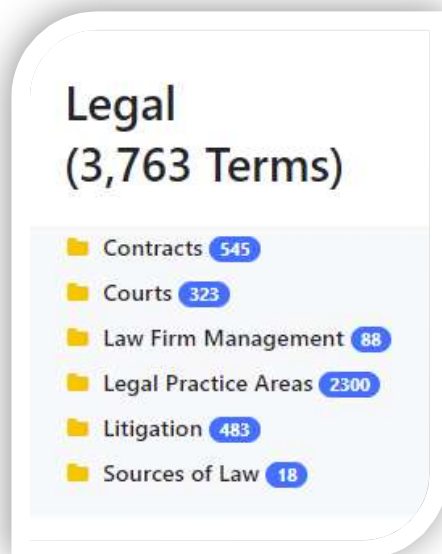 Legal
(3,763 Terms)
Contracts 545
Courts 323
Law Firm Management 88
Legal Practice Areas 2300
Litigation 483
Sources of Law 18